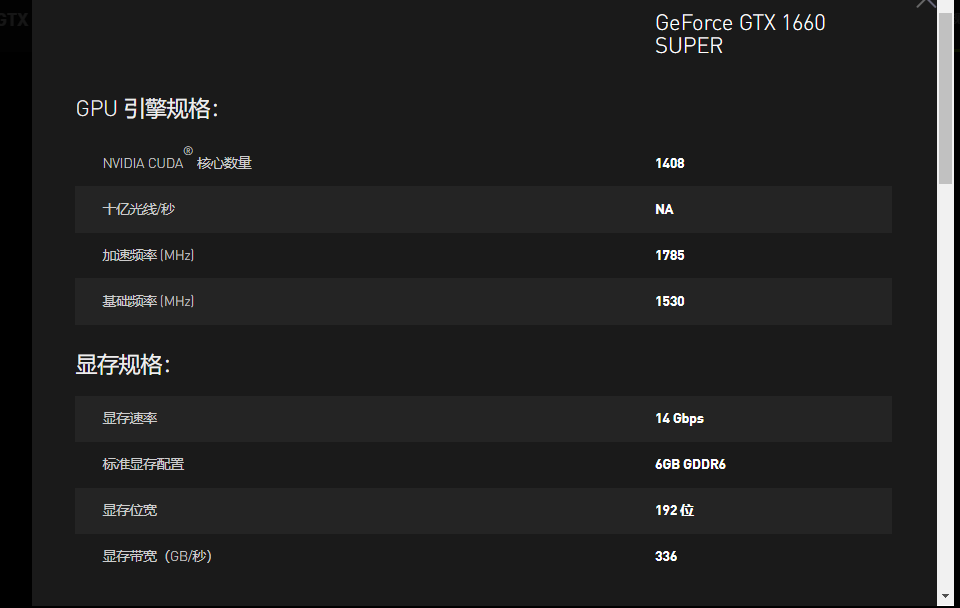 GTX
GeForce GTX 1660
SUPER
GPU 引擎规格：
NVIDIA CUDA® 核心数量 1408
十亿光线/秒 NA
加速频率 (MHz) 1785
基础频率 (MHz) 1530
显存规格：
显存速率 14 Gbps
标准显存配置 6GB GDDR6
显存位宽 192 位
显存带宽（GB/秒） 336